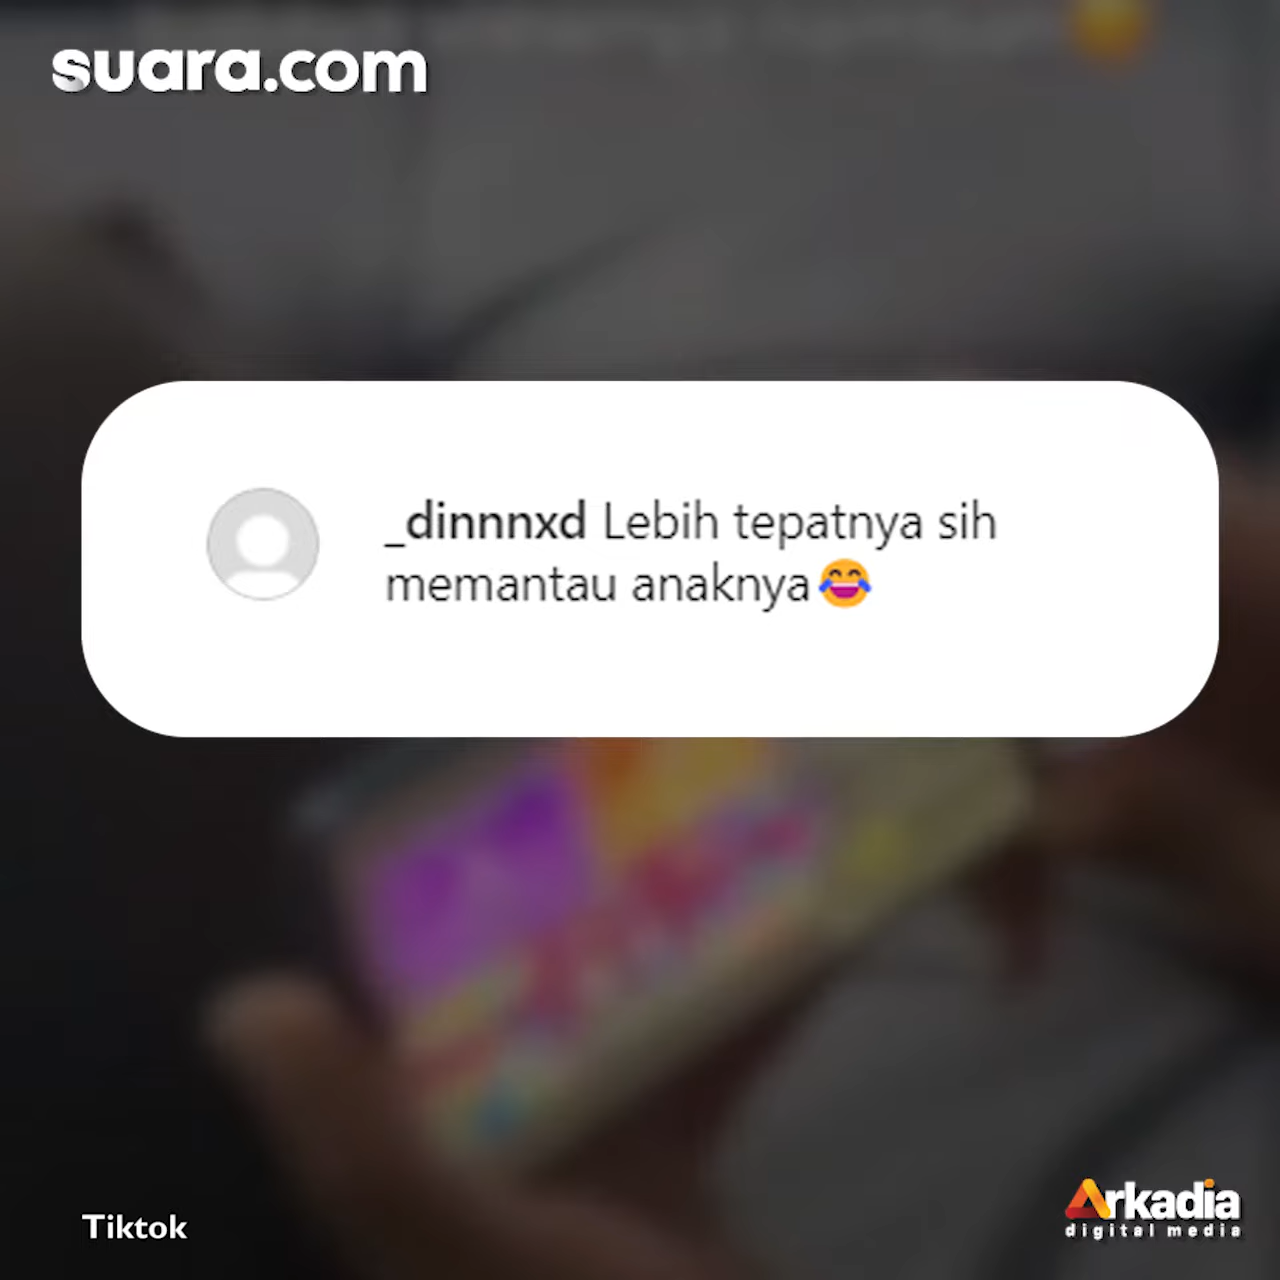 suara.com
_dinnnxd Lebih tepatnya sih
memantau anaknya😂
Tiktok
Arkadia
digital media